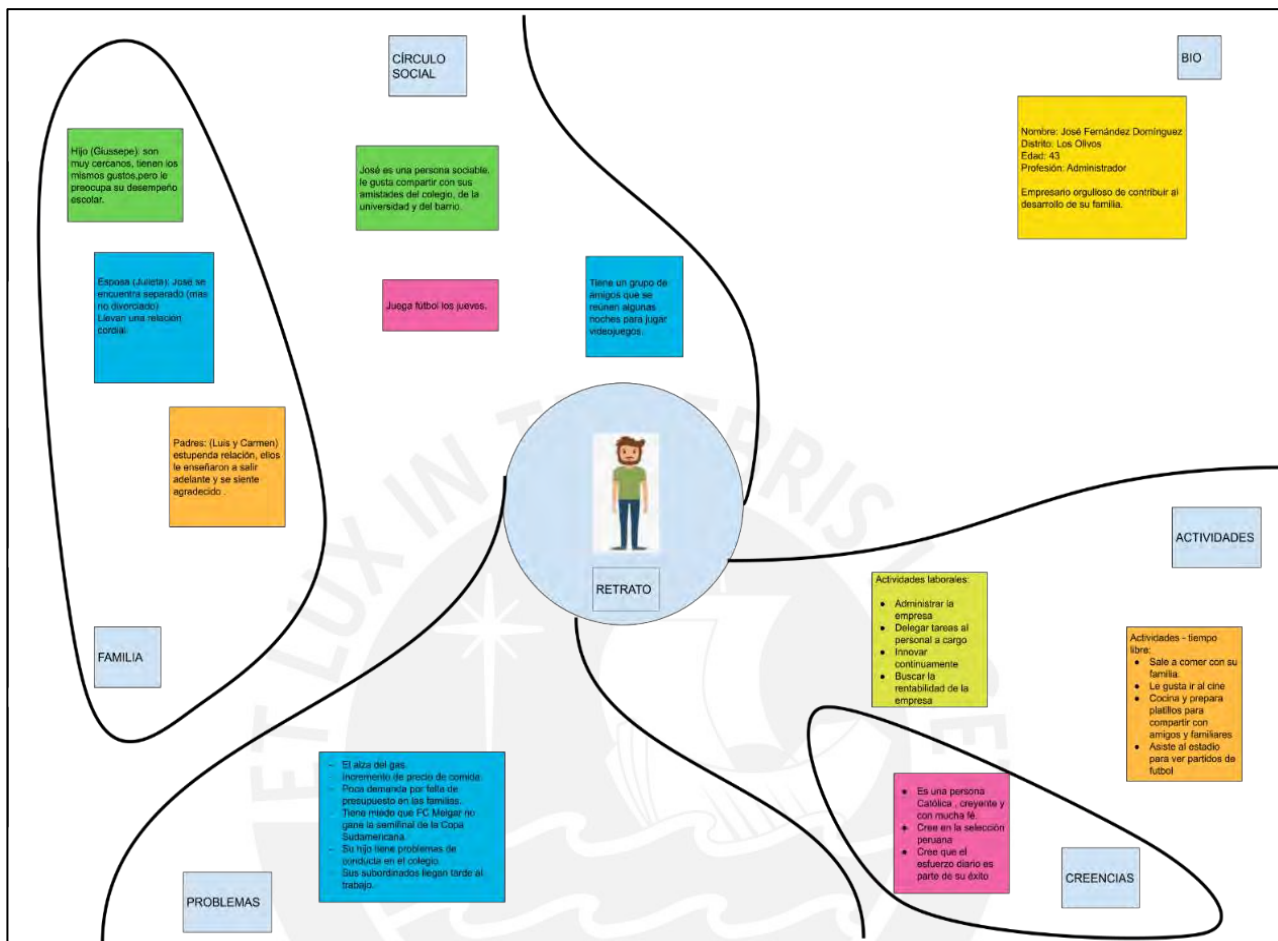 CÍRCULO
SOCIAL
BIO
Hijo (Giussepe): son
muy cercanos, tienen los
mismos gustos,pero le
preocupa su desempeño
escolar.
Esposa (Julieta): José se
encuentra separado (mas
no divorciado)
Llevan una relación
cordial.
Padres: (Luis y Carmen)
estupenda relación, ellos
le enseñaron a salir
adelante y se siente
agradecido .
FAMILIA
José es una persona sociable,
le gusta compartir con sus
amistades del colegio, de la
universidad y del barrio.
Juega fútbol los jueves.
Tiene un grupo de
amigos que se
reúnen algunas
noches para jugar
videojuegos.
Nombre: José Fernández Domínguez
Distrito: Los Olivos
Edad: 43
Profesión: Administrador
Empresario orgulloso de contribuir al
desarrollo de su familia.
RETRATO
ACTIVIDADES
Actividades laborales:
● Administrar la
empresa
● Delegar tareas al
personal a cargo
● Innovar
continuamente
● Buscar la
rentabilidad de la
empresa
Actividades - tiempo
libre:
● Sale a comer con su
familia.
● Le gusta ir al cine
● Cocina y prepara
platillos para
compartir con
amigos y familiares
● Asiste al estadio
para ver partidos de
futbol
- El alza del gas.
- Incremento de precio de comida.
- Poca demanda por falta de
presupuesto en las familias.
- Tiene miedo que FC Melgar no
gane la semifinal de la Copa
Sudamericana.
- Su hijo tiene problemas de
conducta en el colegio.
- Sus subordinados llegan tarde al
trabajo.
PROBLEMAS
● Es una persona
Católica , creyente y
con mucha fé.
● Cree en la selección
peruana
● Cree que el
esfuerzo diario es
parte de su éxito
CREENCIAS
ET LUX IN